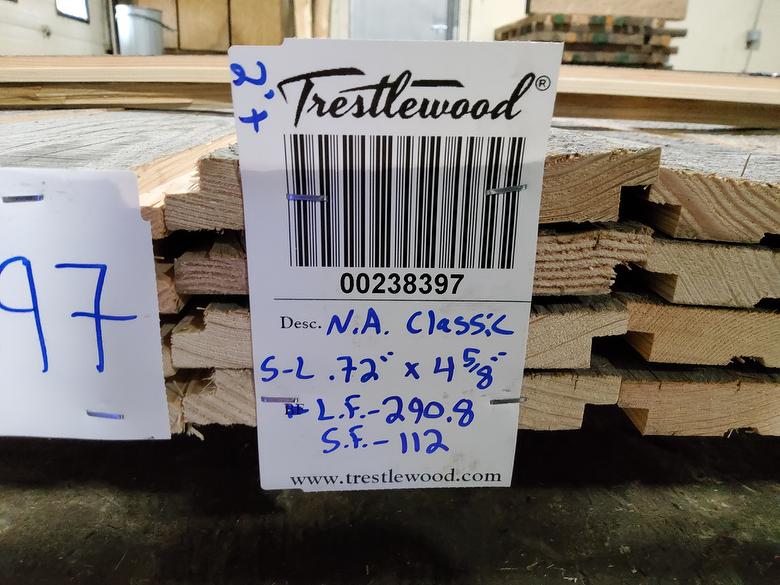 2'+
Trestlewood®
00238397
Desc. N.A. Classic
S-L .72" x 4 5/8"
L.F.-290.8
S.F.-112
www.trestlewood.com
97